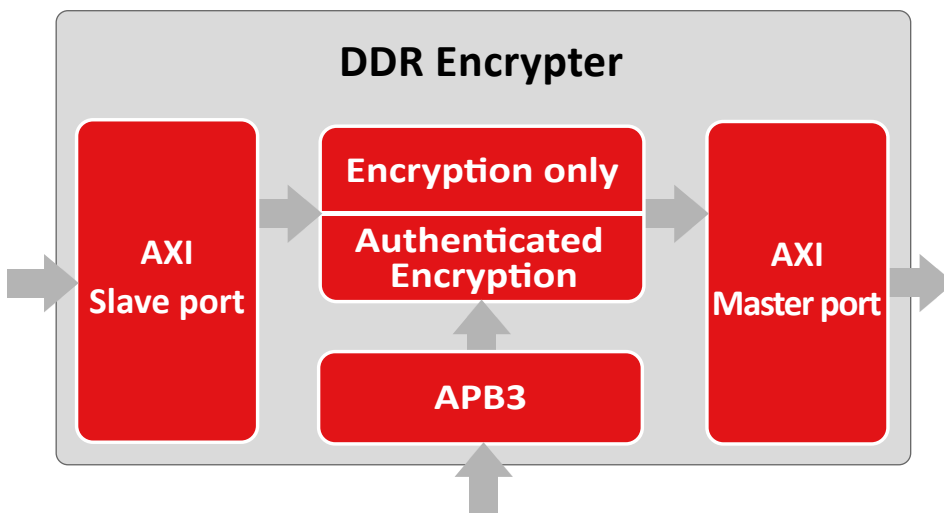 DDR Encrypter
AXI
Slave port
Encryption only
Authenticated
Encryption
APB3
AXI
Master port